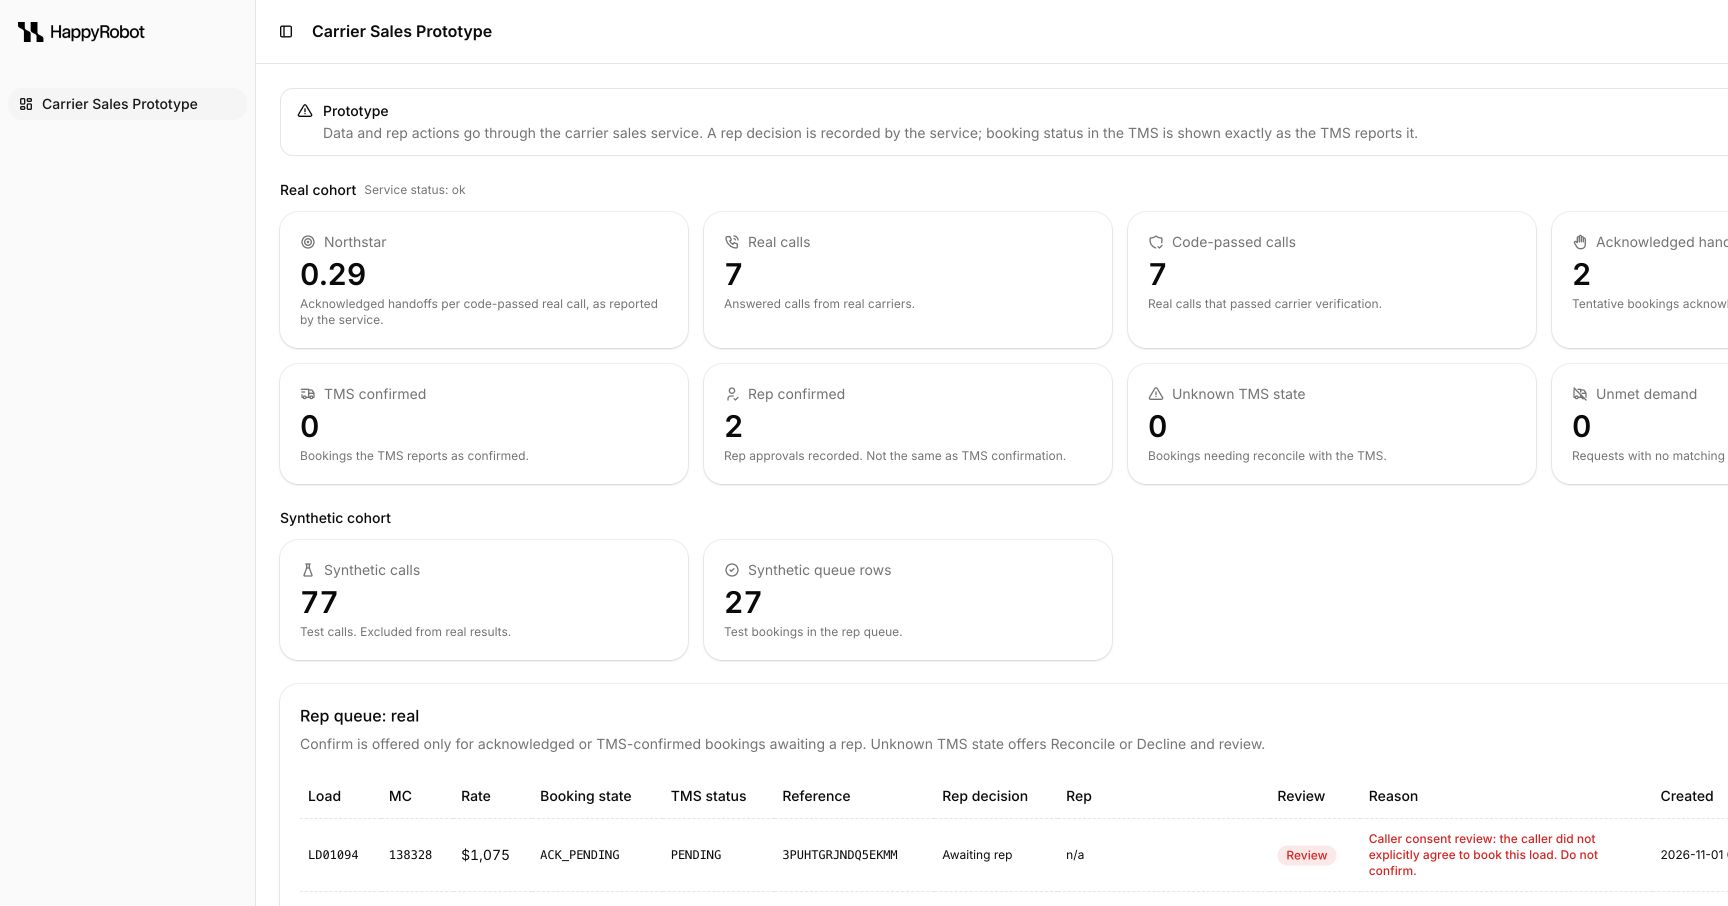 HappyRobot
Carrier Sales Prototype
Carrier Sales Prototype
Prototype
Data and rep actions go through the carrier sales service. A rep decision is recorded by the service; booking status in the TMS is shown exactly as the TMS reports it.
Real cohort Service status: ok
Northstar
0.29
Acknowledged handoffs per code-passed real call, as reported
by the service.
Real calls
7
Answered calls from real carriers.
Code-passed calls
7
Real calls that passed carrier verification.
Acknowledged
2
Tentative bookings
TMS confirmed
0
Bookings the TMS reports as confirmed.
Rep confirmed
2
Rep approvals recorded. Not the same as TMS confirmation.
Unknown TMS state
0
Bookings needing reconcile with the TMS.
Unmet demand
0
Requests with no matching
Synthetic cohort
Synthetic calls
77
Test calls. Excluded from real results.
Synthetic queue rows
27
Test bookings in the rep queue.
Rep queue: real
Confirm is offered only for acknowledged or TMS-confirmed bookings awaiting a rep. Unknown TMS state offers Reconcile or Decline and review.
Load MC Rate Booking state TMS status Reference Rep decision Rep Review Reason Created
LD01094 138328 $1,075 ACK_PENDING PENDING 3PUHTGRJNDQ5EKMM Awaiting rep n/a Review
Caller consent review: the caller did not
explicitly agree to book this load. Do not
confirm.
2026-11-01